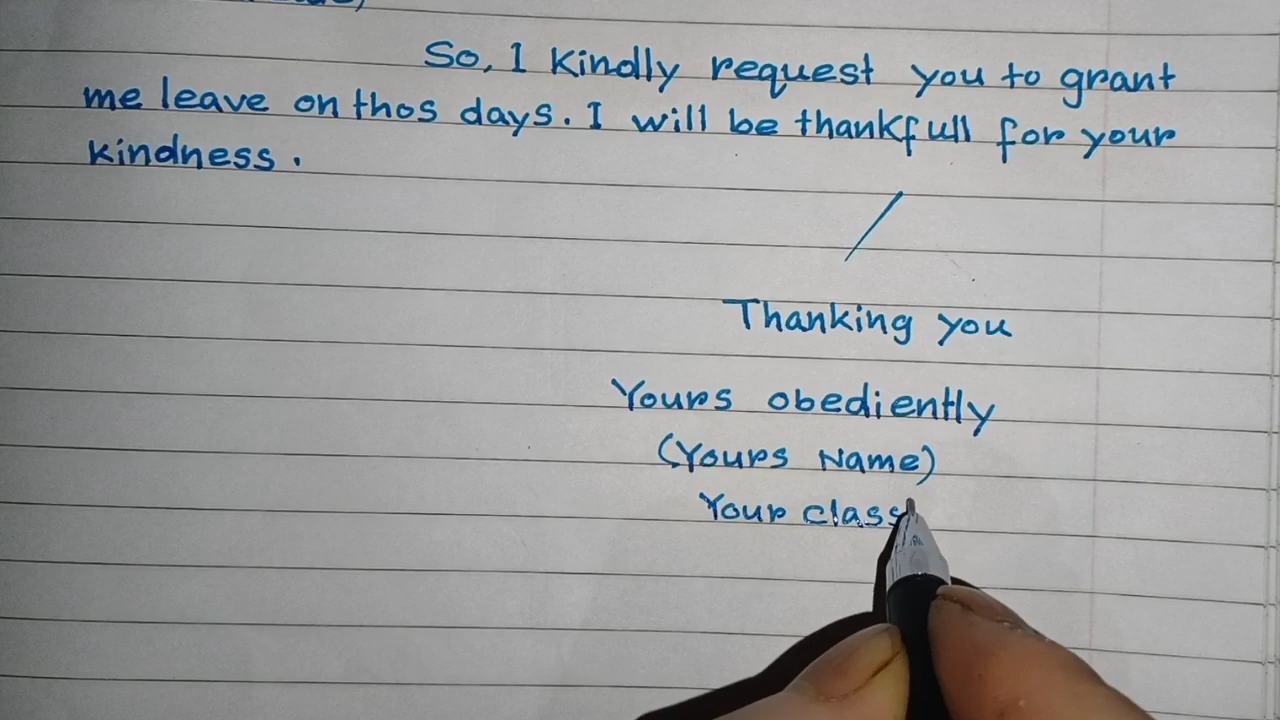 So, I kindly request you to grant
me leave on thos days. I will be thankfull for your
kindness.
Thanking you
Yours obediently
(Yours Name)
Your class